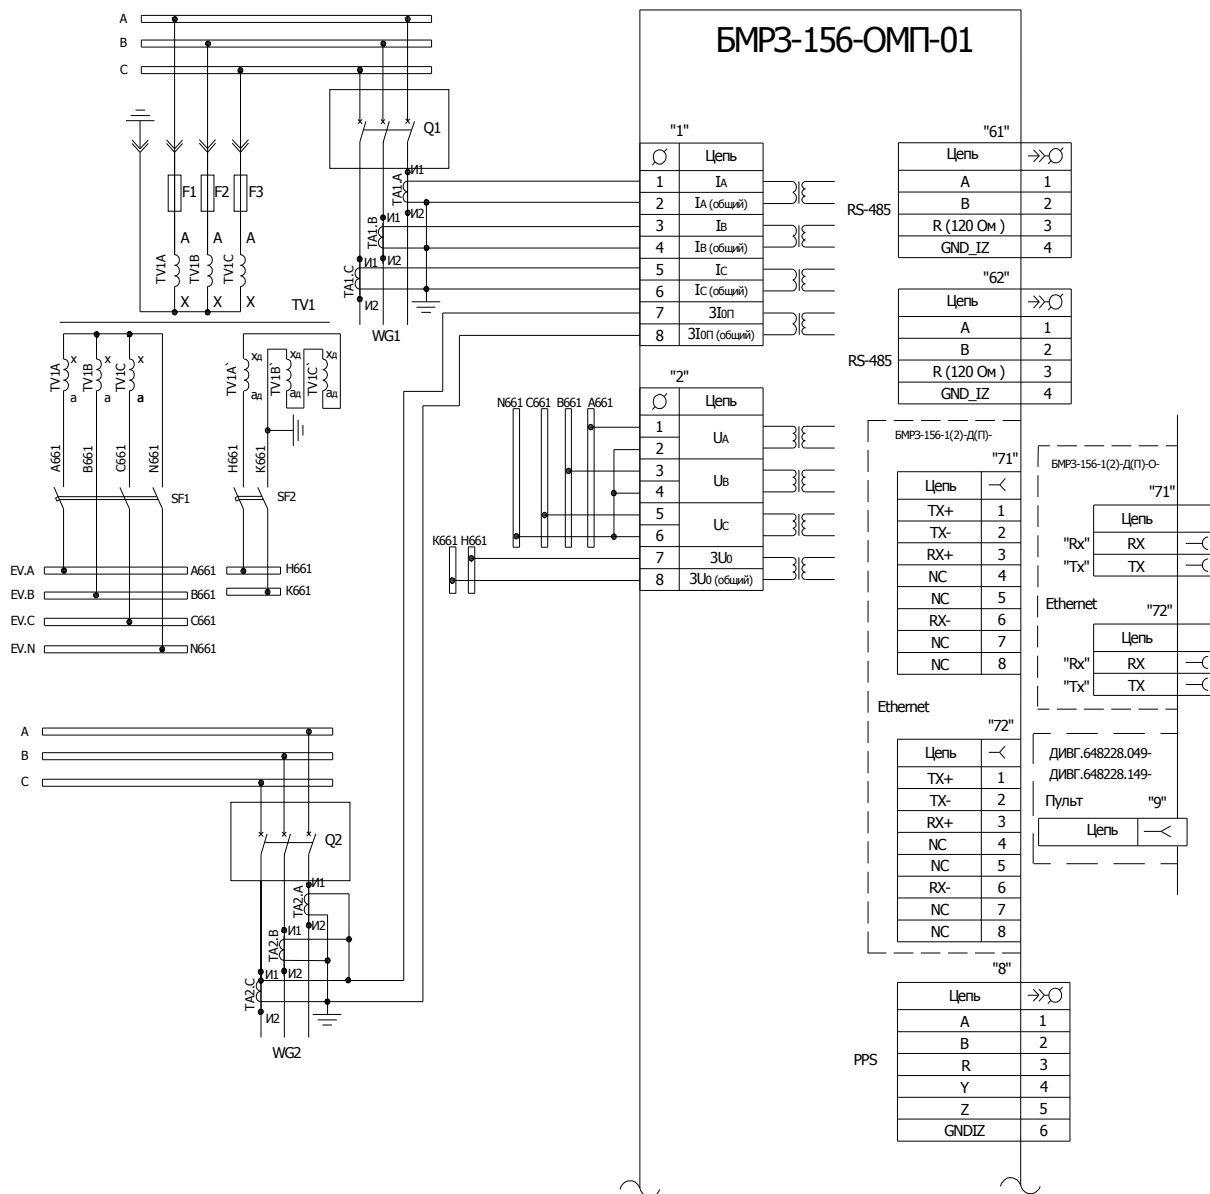 БМРЗ-156-ОМП-01
A
B
C
Q1
F1
F2
F3
A
A
A
TV1A
TV1B
TV1C
X
X
X
TV1
И1
TA1.A
И2
И1
TA1.B
И2
И1
TA1.C
И2
WG1
TV1A
x
a
TV1B
x
a
TV1C
x
a
TV1A`
xд
aд
TV1B`
xд
aд
TV1C`
xд
aд
A661
B661
C661
N661
SF1
H661
K661
SF2
EV.A
A661
EV.B
B661
EV.C
C661
EV.N
N661
H661
K661
A
B
C
Q2
И1
TA2.A
И2
И1
TA2.B
И2
И1
TA2.C
И2
WG2
"1"
Цепь
1 IA
2 IA (общий)
3 IB
4 IB (общий)
5 IC
6 IC (общий)
7 3I0П
8 3I0П (общий)
N661 C661 B661 A661
K661 H661
"2"
Цепь
1
2
UA
3
4
UB
5
6
UC
7 3U0
8 3U0 (общий)
"61"
RS-485
Цепь
A 1
B 2
R (120 Ом ) 3
GND_IZ 4
"62"
RS-485
Цепь
A 1
B 2
R (120 Ом ) 3
GND_IZ 4
БМРЗ-156-1(2)-Д(П)-
"71"
Цепь
TX+ 1
TX- 2
RX+ 3
NC 4
NC 5
RX- 6
NC 7
NC 8
Ethernet
"72"
Цепь
TX+ 1
TX- 2
RX+ 3
NC 4
NC 5
RX- 6
NC 7
NC 8
БМРЗ-156-1(2)-Д(П)-О-
"71"
Цепь
"Rx" RX
"Tx" TX
Ethernet
"72"
Цепь
"Rx" RX
"Tx" TX
ДИВГ.648228.049-
ДИВГ.648228.149-
Пульт "9"
Цепь
"8"
PPS
Цепь
A 1
B 2
R 3
Y 4
Z 5
GNDIZ 6